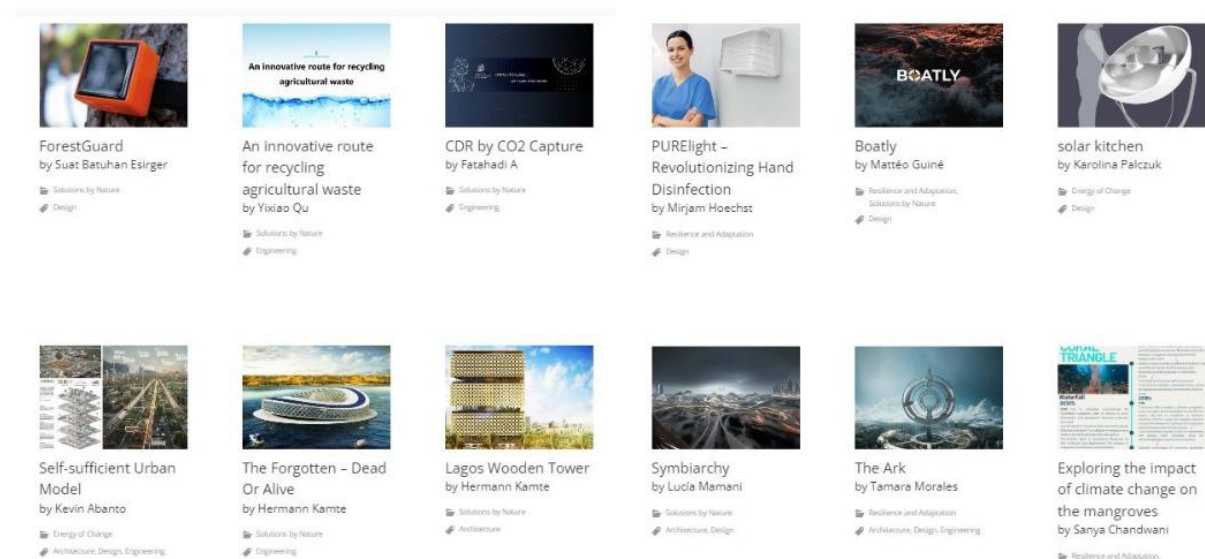 An innovative route for recycling
agricultural waste
BOATLY
ForestGuard
by Suat Batuhan Esirger
Solutions by Nature
Design
An innovative route
for recycling
agricultural waste
by Yixiao Qu
Solutions by Nature
Engineering
CDR by CO2 Capture
by Fatahadi A
Solutions by Nature
Engineering
PURElight –
Revolutionizing Hand
Disinfection
by Mirjam Hoechst
Resilience and Adaptation
Design
Boatly
by Mattéo Guiné
Resilience and Adaptation,
Solutions by Nature
Design
solar kitchen
by Karolina Palczuk
Energy of Change
Design
CORAL
TRIANGLE
Self-sufficient Urban
Model
by Kevin Abanto
Energy of Change
Architecture, Design, Engineering
The Forgotten – Dead
Or Alive
by Hermann Kamte
Solutions by Nature
Engineering
Lagos Wooden Tower
by Hermann Kamte
Solutions by Nature
Architecture
Symbiarchy
by Lucía Mamani
Solutions by Nature
Architecture, Design
The Ark
by Tamara Morales
Resilience and Adaptation
Architecture, Design, Engineering
Exploring the impact
of climate change on
the mangroves
by Sanya Chandwani
Resilience and Adaptation,